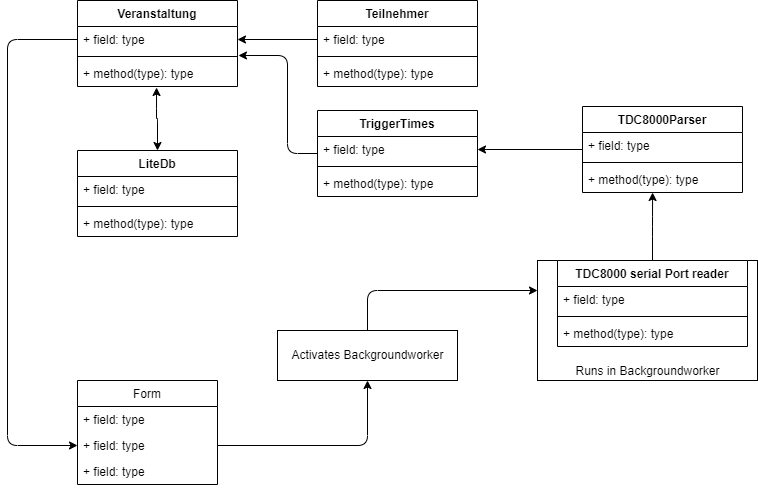 Veranstaltung
+ field: type
+ method(type): type
Teilnehmer
+ field: type
+ method(type): type
TriggerTimes
+ field: type
+ method(type): type
TDC8000Parser
+ field: type
+ method(type): type
LiteDb
+ field: type
+ method(type): type
TDC8000 serial Port reader
+ field: type
+ method(type): type
Runs in Backgroundworker
Activates Backgroundworker
Form
+ field: type
+ field: type
+ field: type